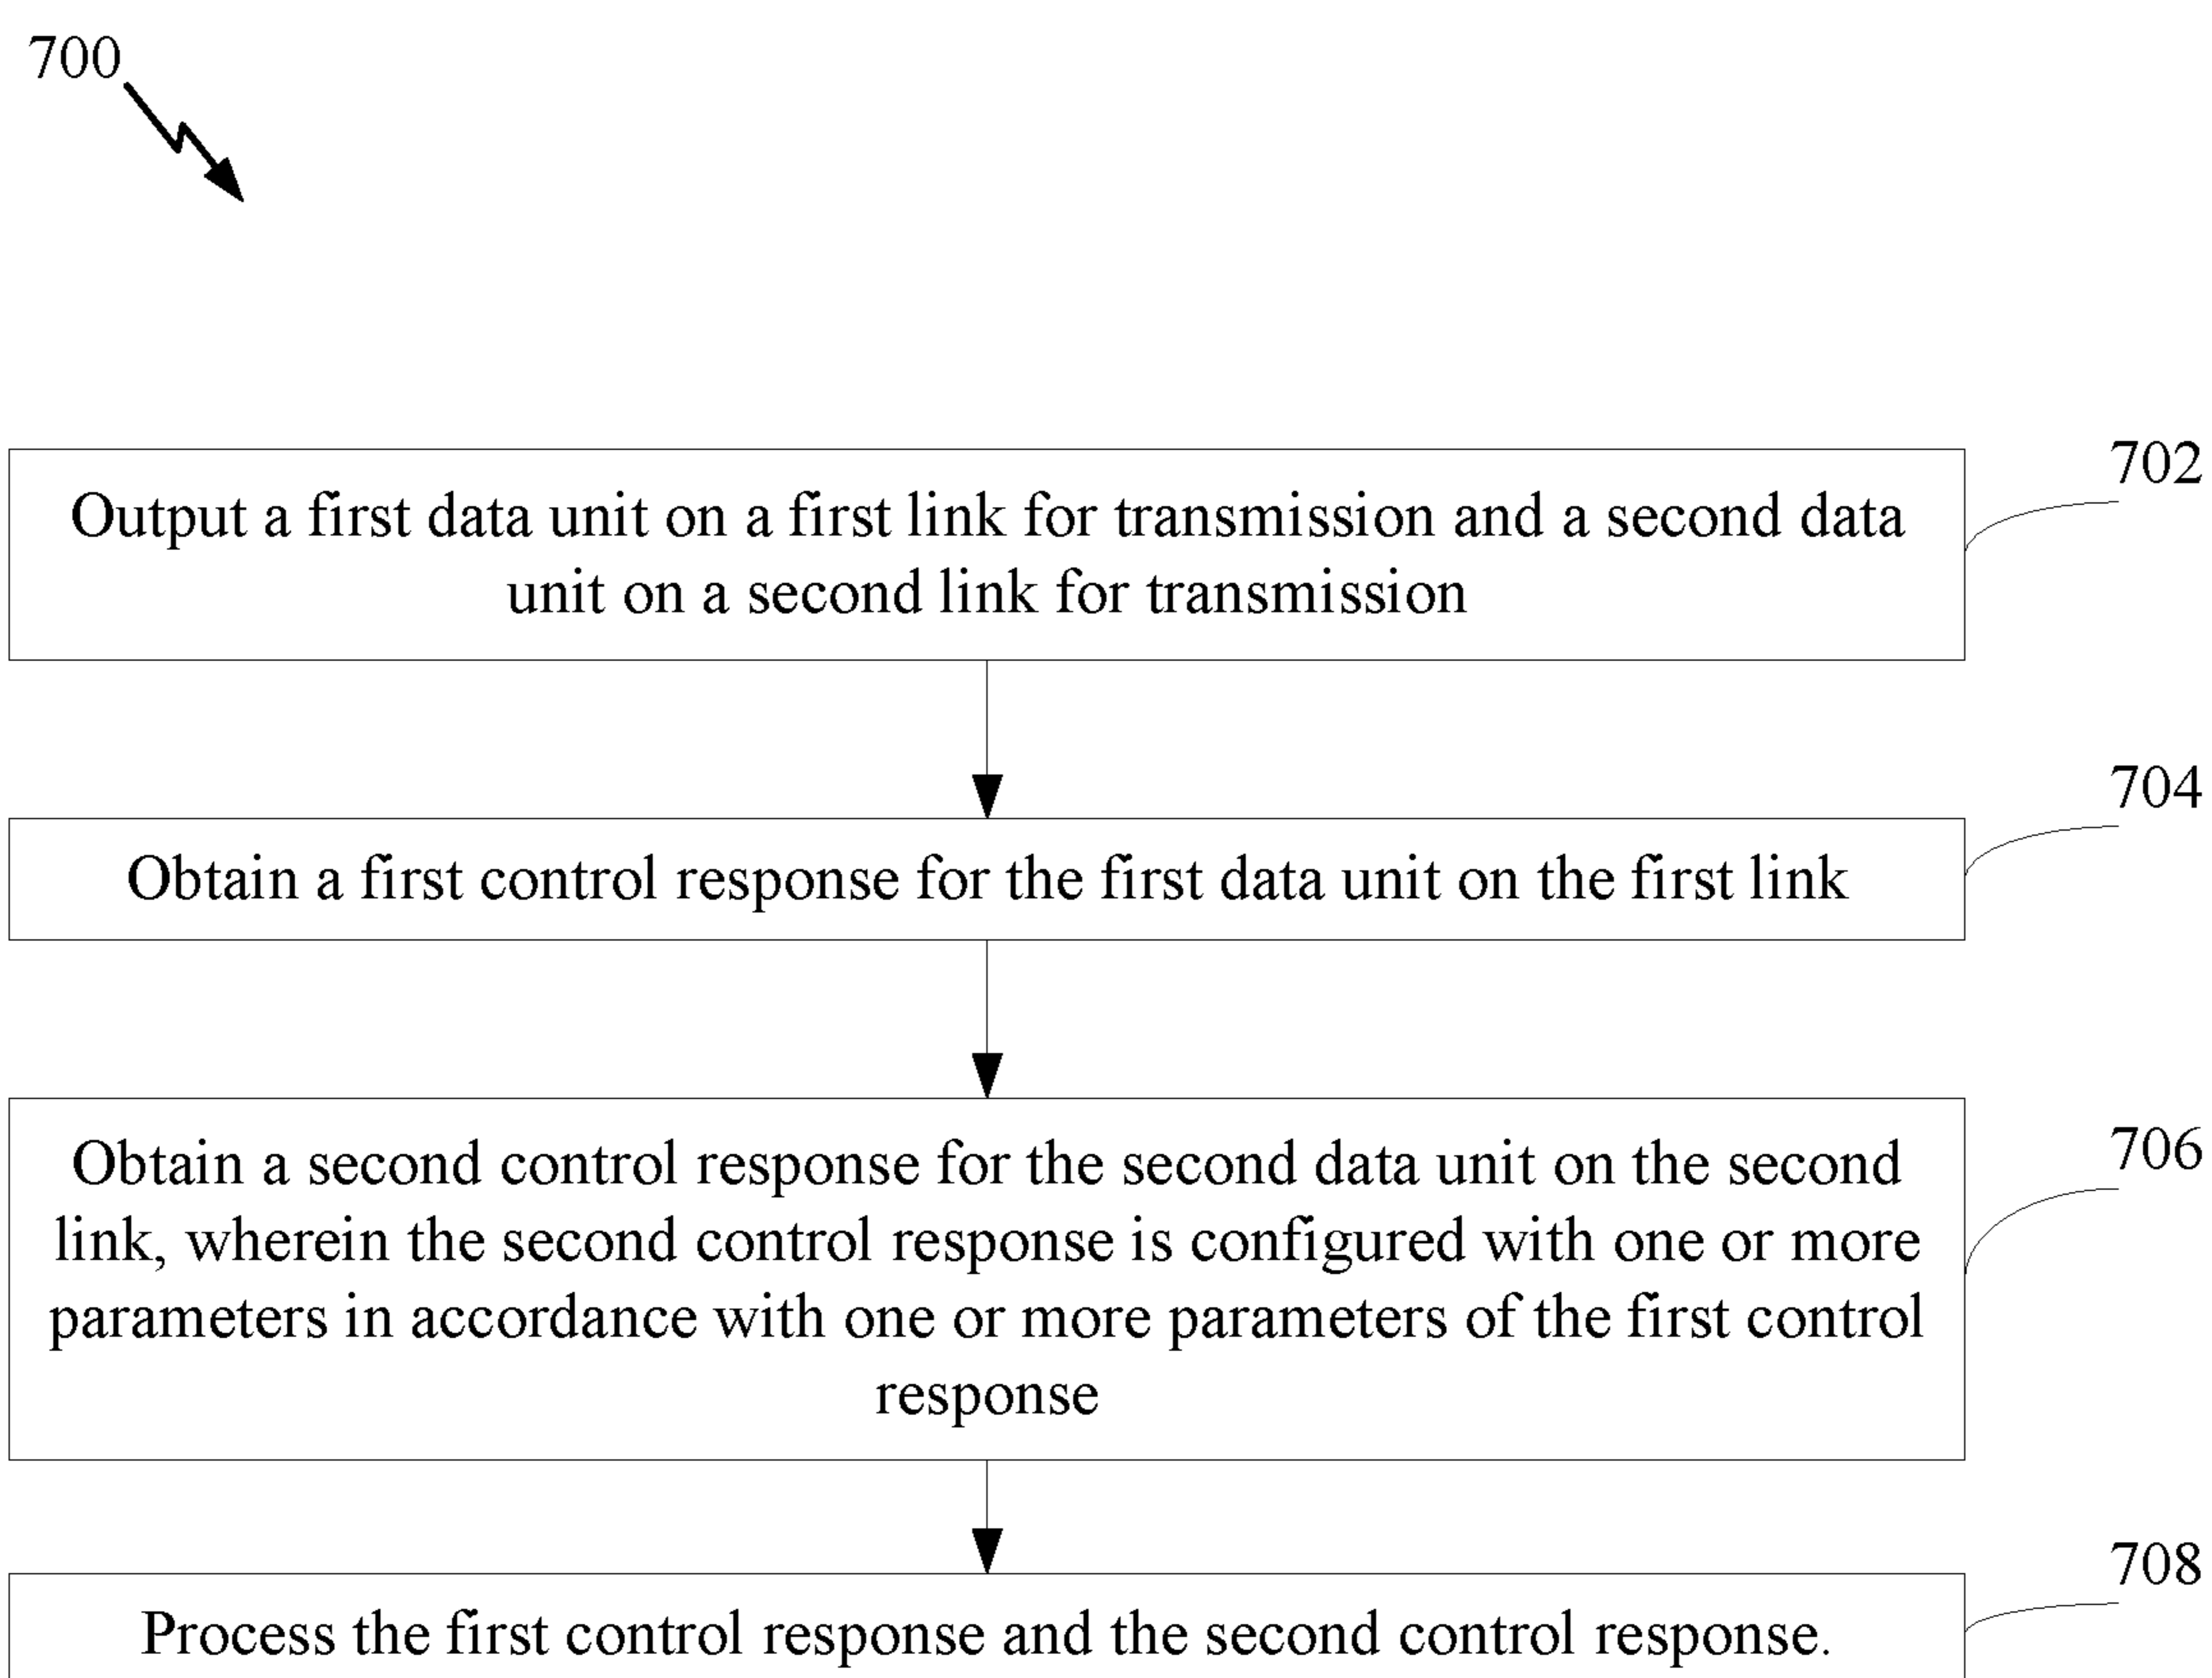 700
702
Output a first data unit on a first link for transmission and a second data
unit on a second link for transmission
704
Obtain a first control response for the first data unit on the first link
706
Obtain a second control response for the second data unit on the second
link, wherein the second control response is configured with one or more
parameters in accordance with one or more parameters of the first control
response
708
Process the first control response and the second control response.